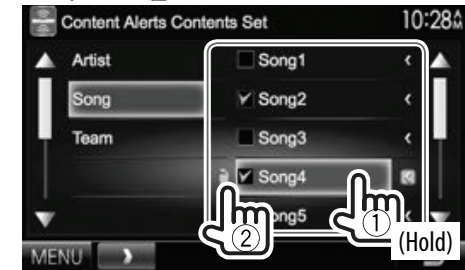 Content Alerts Contents Set 10:28
Artist Song1
Song Song2
Team Song3
Song4
ong5
② ①
(Hold)
MENU